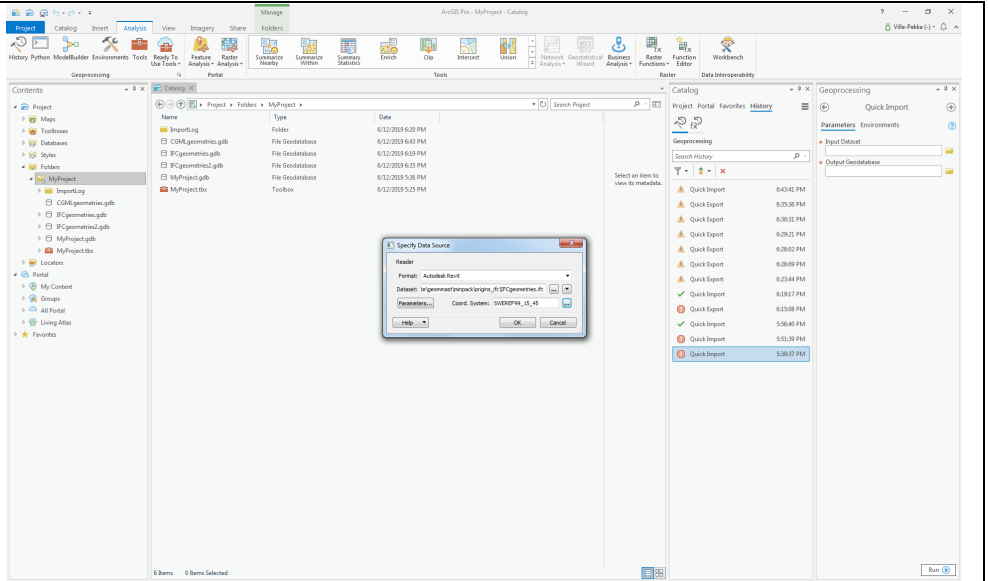 Manage
ArcGIS Pro - MyProject - Catalog
?
Project Catalog Insert Analysis View Imagery Share Folders
Ville-Pekka (-)
History Python ModelBuilder Environments Tools Ready To Use Tools Feature Analysis Raster Analysis Summarize Nearby Summarize Within Summary Statistics Enrich Clip Intersect Union Network Analysis Geostatistical Wizard Business Analysis Raster Functions Function Editor Workbench
Geoprocessing Portal Tools Raster Data Interoperability
Contents
Project
Maps
Toolboxes
Databases
Styles
Folders
MyProject
ImportLog
CGMLgeometries.gdb
IFCgeometries.gdb
IFCgeometries2.gdb
MyProject.gdb
MyProject.tbx
Locators
Portal
My Content
Groups
All Portal
Living Atlas
Favorites
Catalog
Project Folders MyProject
Search Project
Name Type Date
ImportLog Folder 6/12/2019 6:20 PM
CGMLgeometries.gdb File Geodatabase 6/12/2019 6:43 PM
IFCgeometries.gdb File Geodatabase 6/12/2019 6:19 PM
IFCgeometries2.gdb File Geodatabase 6/12/2019 6:35 PM
MyProject.gdb File Geodatabase 6/12/2019 5:26 PM
MyProject.tbx Toolbox 6/12/2019 5:25 PM
Select an item to
view its metadata.
Specify Data Source
Reader
Format: Autodesk Revit
Dataset: te\geommast\minpack\origins_ifc\IFCgeometries.ifc ...
Parameters... Coord. System: SWEREF99_15_45 ...
Help OK Cancel
6 Items 0 Items Selected
Catalog
Project Portal Favorites History
Geoprocessing
Search History
Quick Import 6:43:41 PM
Quick Export 6:35:36 PM
Quick Export 6:30:31 PM
Quick Export 6:29:21 PM
Quick Export 6:28:02 PM
Quick Export 6:26:09 PM
Quick Export 6:23:44 PM
Quick Import 6:19:17 PM
Quick Export 6:15:08 PM
Quick Import 5:56:40 PM
Quick Import 5:51:39 PM
Quick Import 5:39:37 PM
Geoprocessing
Quick Import
Parameters Environments
?
* Input Dataset
* Output Geodatabase
Run